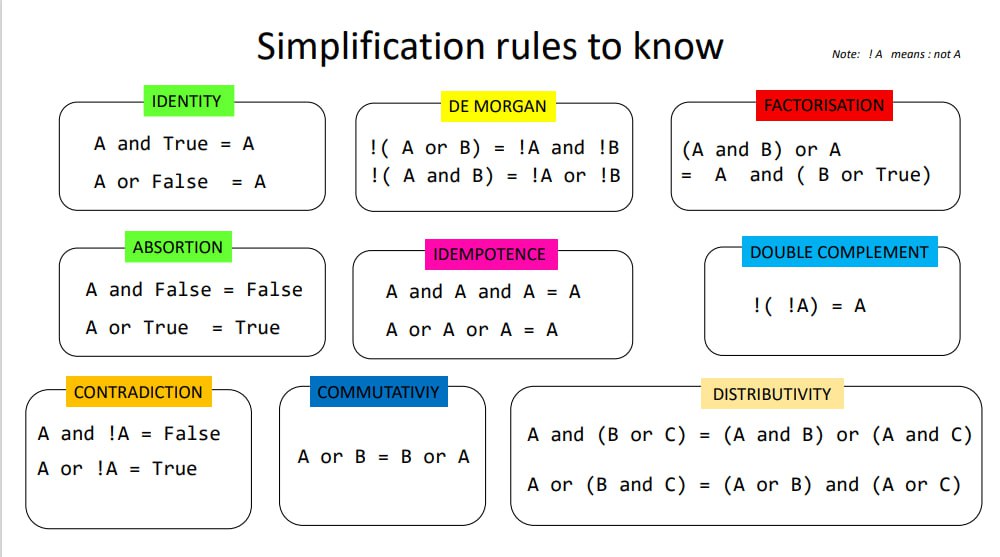 Simplification rules to know
Note: ! A means : not A
IDENTITY
A and True = A
A or False = A
DE MORGAN
!( A or B) = !A and !B
!( A and B) = !A or !B
FACTORISATION
(A and B) or A
= A and ( B or True)
ABSORTION
A and False = False
A or True = True
IDEMPOTENCE
A and A and A = A
A or A or A = A
DOUBLE COMPLEMENT
!( !A) = A
CONTRADICTION
A and !A = False
A or !A = True
COMMUTATIVIY
A or B = B or A
DISTRIBUTIVITY
A and (B or C) = (A and B) or (A and C)
A or (B and C) = (A or B) and (A or C)